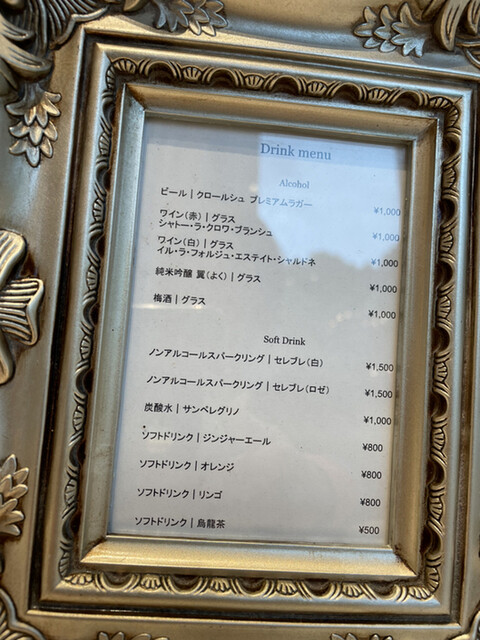 Drink menu
Alcohol
ビール | クロールシュ プレミアムラガー ¥1,000
ワイン(赤) | グラス
シャトー・ラ・クロワ・ブランシュ ¥1,000
ワイン(白) | グラス
イル・ラ・フォルジュ・エステイト・シャルドネ ¥1,000
純米吟醸 翼(よく) | グラス ¥1,000
梅酒 | グラス ¥1,000
Soft Drink
ノンアルコールスパークリング | セレブレ(白) ¥1,500
ノンアルコールスパークリング | セレブレ(ロゼ) ¥1,500
炭酸水 | サンペレグリノ ¥1,000
ソフトドリンク | ジンジャーエール ¥800
ソフトドリンク | オレンジ ¥800
ソフトドリンク | リンゴ ¥800
ソフトドリンク | 烏龍茶 ¥500